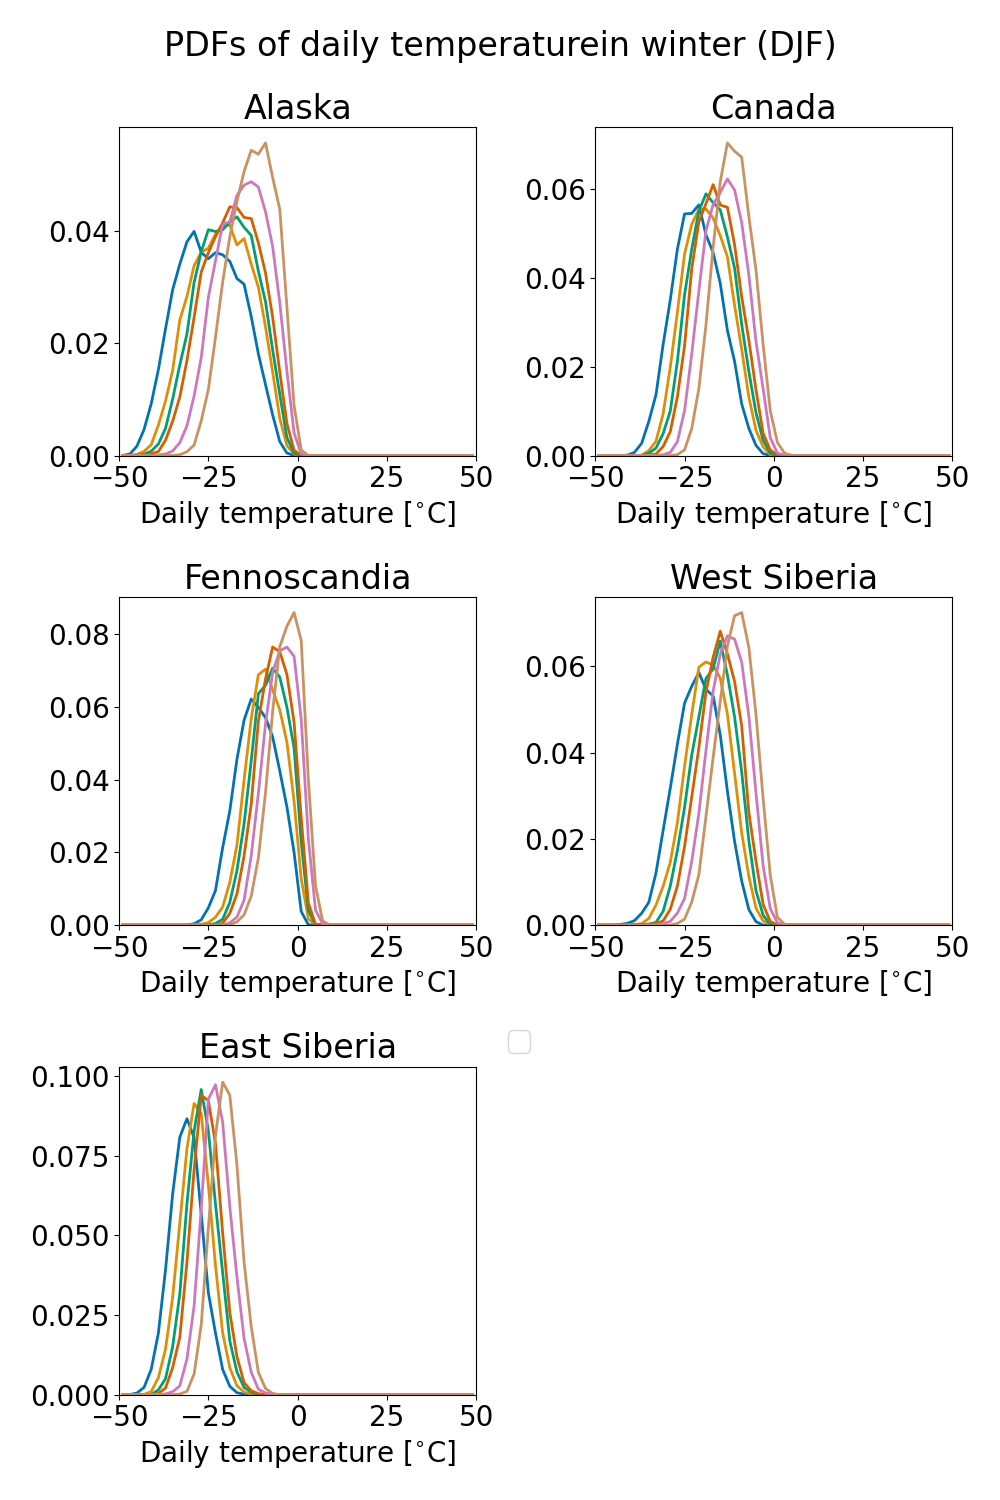 PDFs of daily temperaturein winter (DJF)
Alaska
0.04
0.02
0.00
−50 −25 0 25 50
Daily temperature [°C]
Canada
0.06
0.04
0.02
0.00
−50 −25 0 25 50
Daily temperature [°C]
Fennoscandia
0.08
0.06
0.04
0.02
0.00
−50 −25 0 25 50
Daily temperature [°C]
West Siberia
0.06
0.04
0.02
0.00
−50 −25 0 25 50
Daily temperature [°C]
East Siberia
0.100
0.075
0.050
0.025
0.000
−50 −25 0 25 50
Daily temperature [°C]